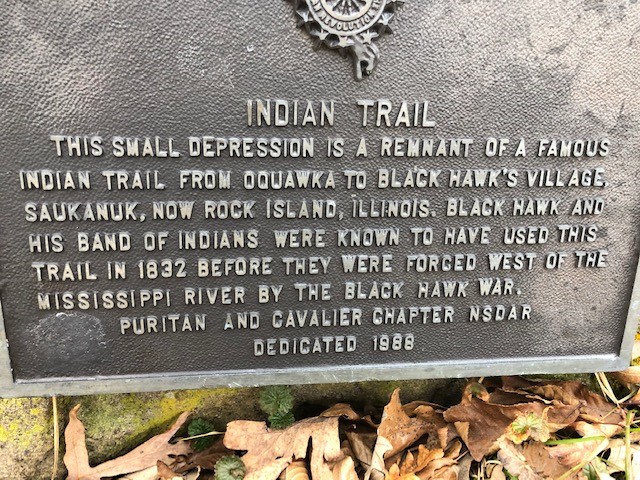 INDIAN TRAIL
THIS SMALL DEPRESSION IS A REMNANT OF A FAMOUS
INDIAN TRAIL FROM OQUAWKA TO BLACK HAWK'S VILLAGE,
SAUKANUK, NOW ROCK ISLAND, ILLINOIS. BLACK HAWK AND
HIS BAND OF INDIANS WERE KNOWN TO HAVE USED THIS
TRAIL IN 1832 BEFORE THEY WERE FORCED WEST OF THE
MISSISSIPPI RIVER BY THE BLACK HAWK WAR.
PURITAN AND CAVALIER CHAPTER NSDAR
DEDICATED 1988